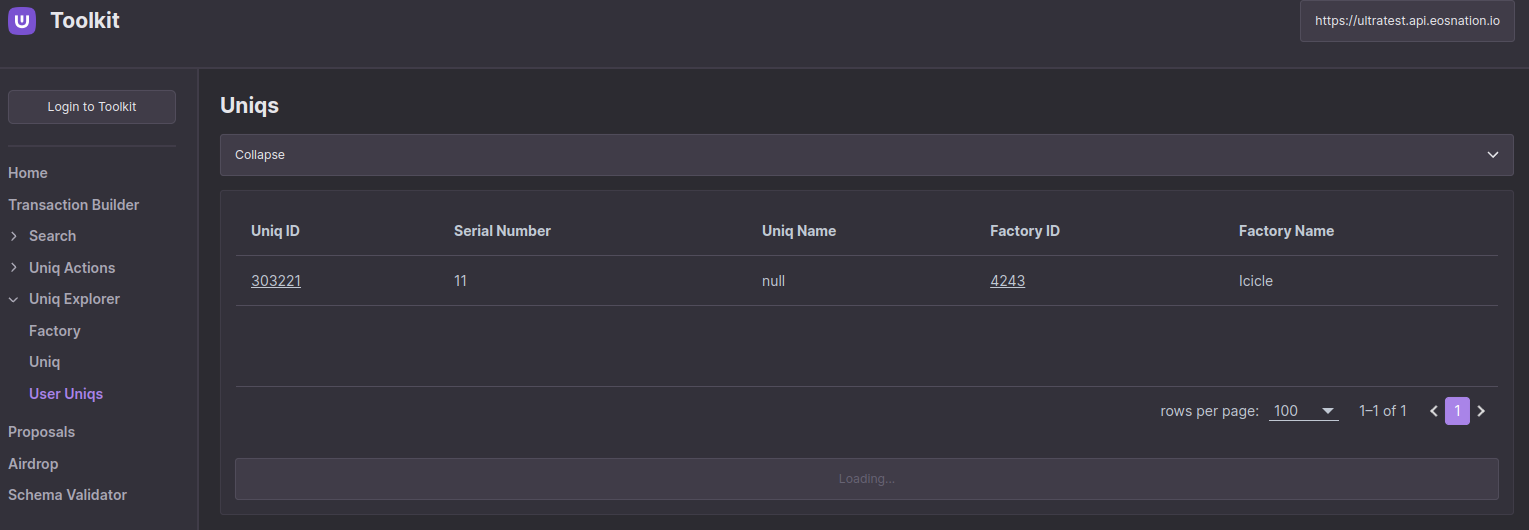 Toolkit
https://ultratest.api.eosnation.io
Login to Toolkit
Home
Transaction Builder
Search
Uniq Actions
Uniq Explorer
Factory
Uniq
User Uniqs
Proposals
Airdrop
Schema Validator
Uniqs
Collapse
Uniq ID Serial Number Uniq Name Factory ID Factory Name
303221 11 null 4243 Icicle
rows per page: 100 1–1 of 1 1
Loading...